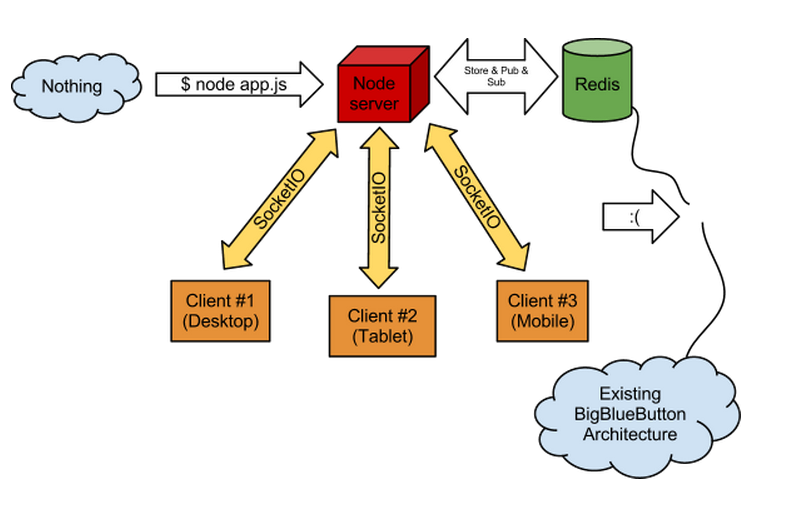 Nothing
$ node app.js
Node
server
Store & Pub &
Sub
Redis
SocketIO
SocketIO
SocketIO
:(
Client #1
(Desktop)
Client #2
(Tablet)
Client #3
(Mobile)
Existing
BigBlueButton
Architecture